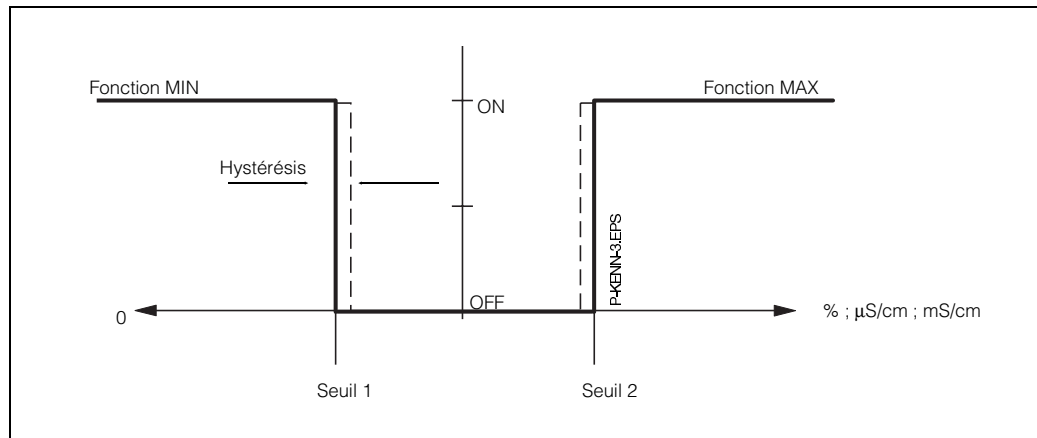 Fonction MIN
Fonction MAX
ON
Hystérésis
P-KENN-3.EPS
OFF
0
% ; µS/cm ; mS/cm
Seuil 1
Seuil 2